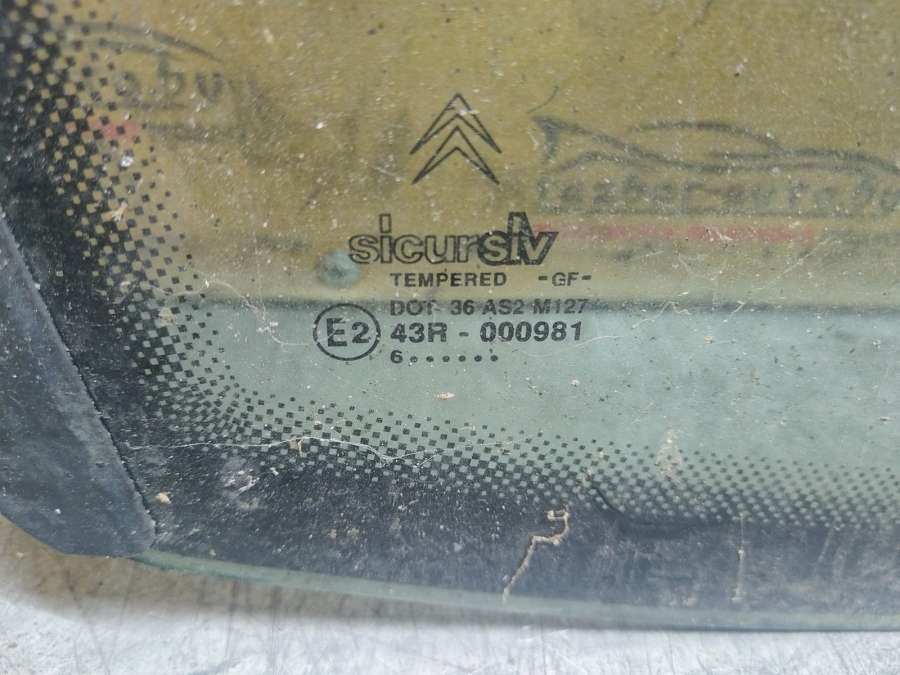 sicursiv
TEMPERED -GF-
DOT 36 AS2 M127
E2 43R - 000981
6......